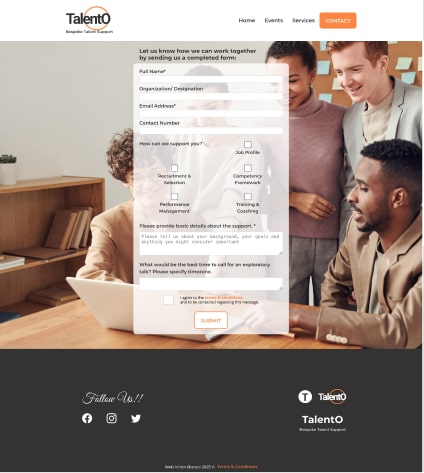 TalentO
Bespoke Talent Support
Home Events Services CONTACT
Let us know how we can work together
by sending us a completed form:
Full Name*
Organization/ Designation
Email Address*
Contact Number
How can we support you?
Job Profile
Recruitment &
Selection
Competency
Framework
Performance
Management
Training &
Coaching
Please provide basic details about the support. *
Please tell us about your background, your goals and
anything you might consider important
What would be the best time to call for an exploratory
talk? Please specify timezone.
I agree to the terms & conditions
and to be contacted regarding this message.
SUBMIT
Follow Us!!
T TalentO
TalentO
Bespoke Talent Support
Web Victor Blanco 2023 © Terms & Conditions